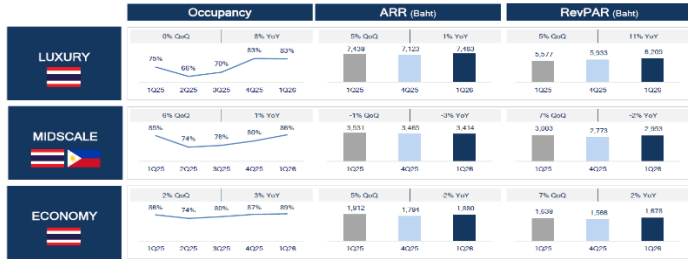 Occupancy ARR (Baht) RevPAR (Baht)
LUXURY
0% QoQ 8% YoY
75% 66% 70% 83% 83%
1Q25 2Q25 3Q25 4Q25 1Q26
5% QoQ 1% YoY
7,439 7,123 7,483
1Q25 4Q25 1Q26
5% QoQ 11% YoY
5,577 5,933 6,209
1Q25 4Q25 1Q26
MIDSCALE
6% QoQ 1% YoY
85% 74% 76% 80% 86%
1Q25 2Q25 3Q25 4Q25 1Q26
-1% QoQ -3% YoY
3,531 3,465 3,414
1Q25 4Q25 1Q26
7% QoQ -2% YoY
3,003 2,773 2,953
1Q25 4Q25 1Q26
ECONOMY
2% QoQ 3% YoY
86% 74% 80% 87% 89%
1Q25 2Q25 3Q25 4Q25 1Q26
5% QoQ -2% YoY
1,912 1,794 1,880
1Q25 4Q25 1Q26
7% QoQ 2% YoY
1,639 1,568 1,678
1Q25 4Q25 1Q26